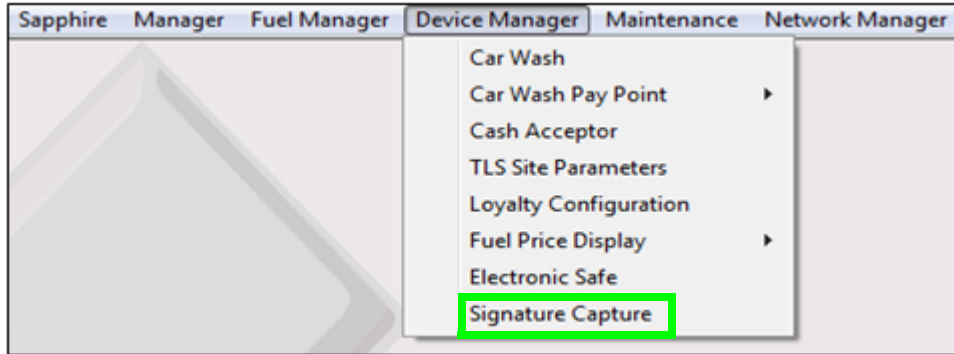 Sapphire Manager Fuel Manager Device Manager Maintenance Network Manager
Car Wash
Car Wash Pay Point
Cash Acceptor
TLS Site Parameters
Loyalty Configuration
Fuel Price Display
Electronic Safe
Signature Capture